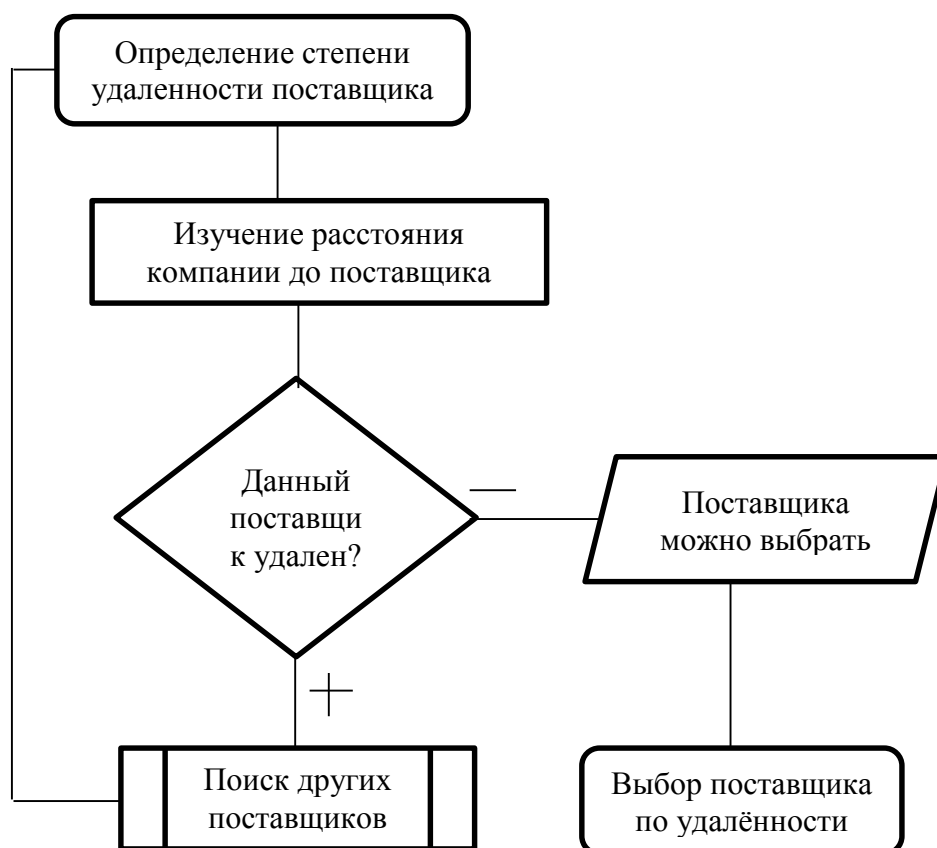 Определение степени
удаленности поставщика
Изучение расстояния
компании до поставщика
Данный
поставщи
к удален?
—
Поставщика
можно выбрать
+
Поиск других
поставщиков
Выбор поставщика
по удалённости